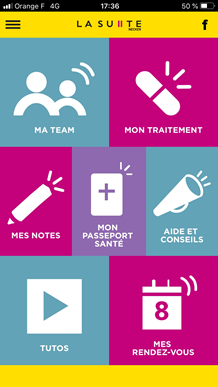 Orange F 4G 17:36 50 %
LA SUITE
NECKER
f
MA TEAM
MON TRAITEMENT
MES NOTES
MON
PASSEPORT
SANTÉ
AIDE ET
CONSEILS
TUTOS
8
MES
RENDEZ-VOUS